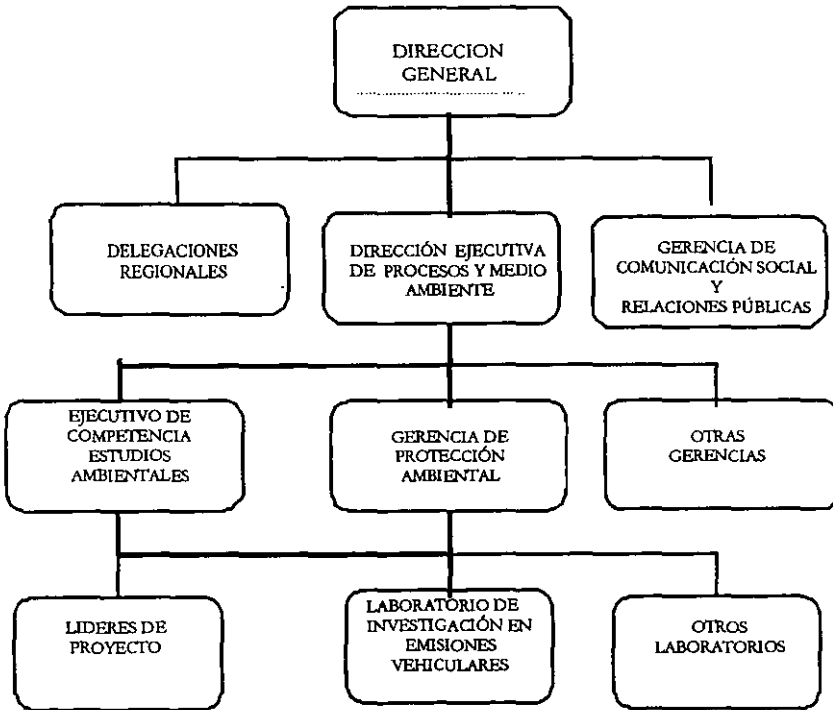 DIRECCION
GENERAL
DELEGACIONES
REGIONALES
DIRECCIÓN EJECUTIVA
DE PROCESOS Y MEDIO
AMBIENTE
GERENCIA DE
COMUNICACIÓN SOCIAL
Y
RELACIONES PÚBLICAS
EJECUTIVO DE
COMPETENCIA
ESTUDIOS
AMBIENTALES
GERENCIA DE
PROTECCIÓN
AMBIENTAL
OTRAS
GERENCIAS
LIDERES DE
PROYECTO
LABORATORIO DE
INVESTIGACIÓN EN
EMISIONES
VEHICULARES
OTROS
LABORATORIOS